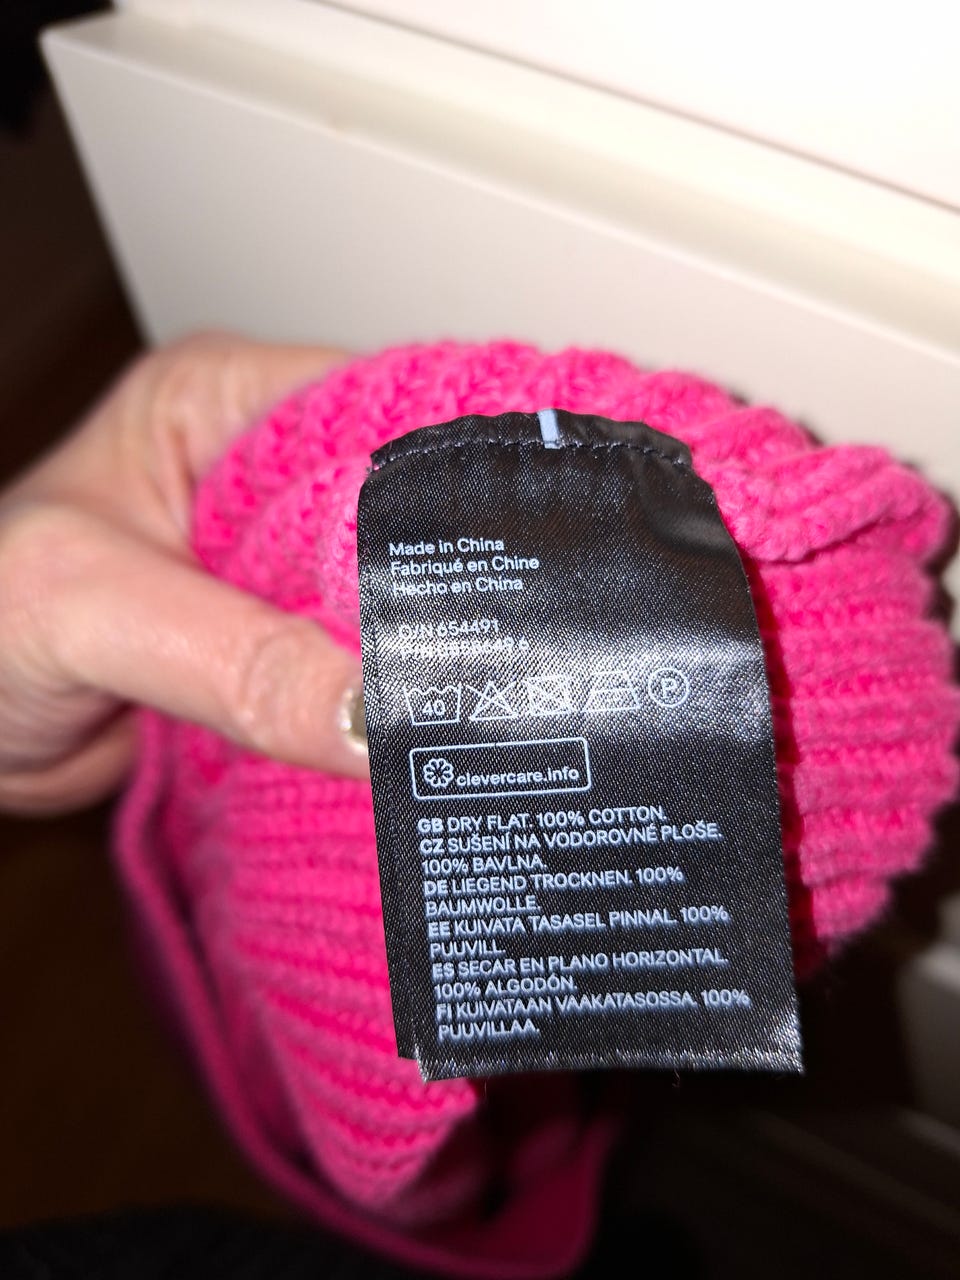 Made in China
Fabriqué en Chine
Hecho en China
O/N 654491
40
P
clevercare.info
GB DRY FLAT. 100% COTTON.
CZ SUŠENÍ NA VODOROVNÉ PLOŠE.
100% BAVLNA.
DE LIEGEND TROCKNEN. 100%
BAUMWOLLE.
EE KUIVATA TASASEL PINNAL. 100%
PUUVILL.
ES SECAR EN PLANO HORIZONTAL.
100% ALGODÓN.
FI KUIVATAAN VAAKATASOSSA. 100%
PUUVILLAA.